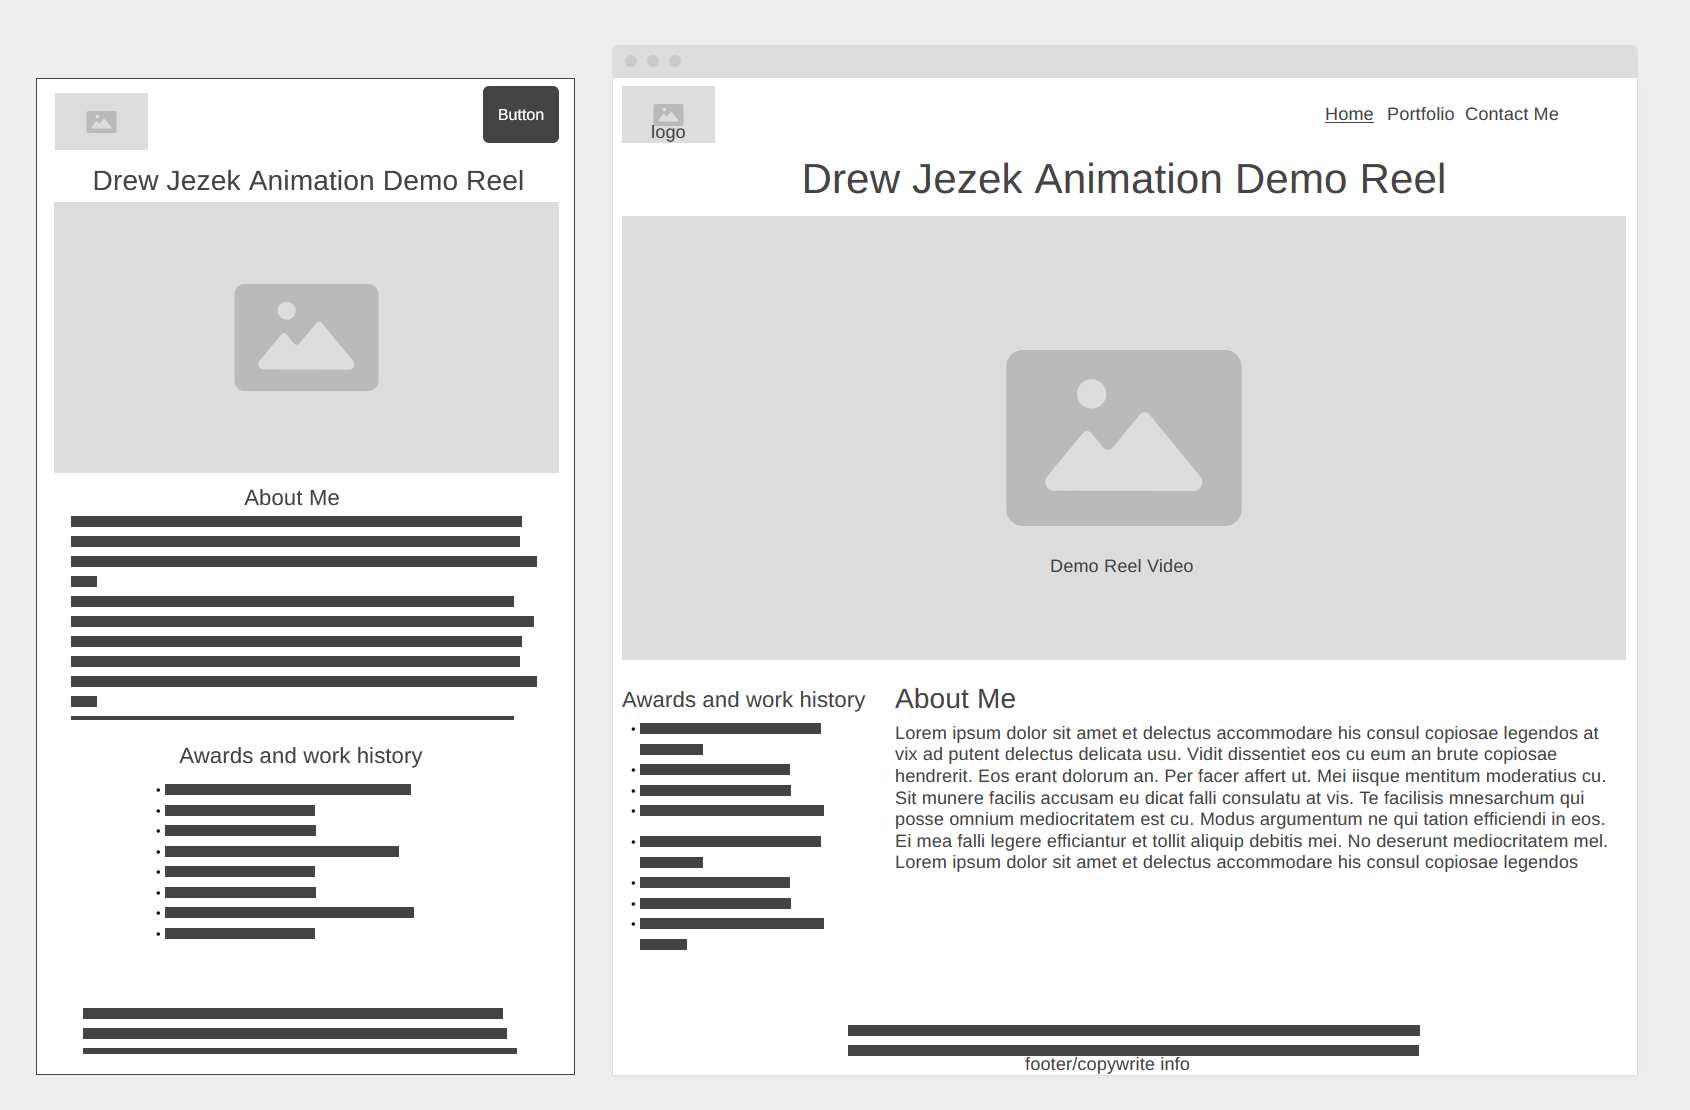 Button
Drew Jezek Animation Demo Reel
About Me
Awards and work history
logo
Home Portfolio Contact Me
Drew Jezek Animation Demo Reel
Demo Reel Video
Awards and work history
About Me
Lorem ipsum dolor sit amet et delectus accommodare his consul copiosae legendos at
vix ad putent delectus delicata usu. Vidit dissentiet eos cu eum an brute copiosae
hendrerit. Eos erant dolorum an. Per facer affert ut. Mei iisque mentitum moderatius cu.
Sit munere facilis accusam eu dicat falli consulatu at vis. Te facilisis mnesarchum qui
posse omnium mediocritatem est cu. Modus argumentum ne qui tation efficiendi in eos.
Ei mea falli legere efficiantur et tollit aliquip debitis mei. No deserunt mediocritatem mel.
Lorem ipsum dolor sit amet et delectus accommodare his consul copiosae legendos
footer/copywrite info